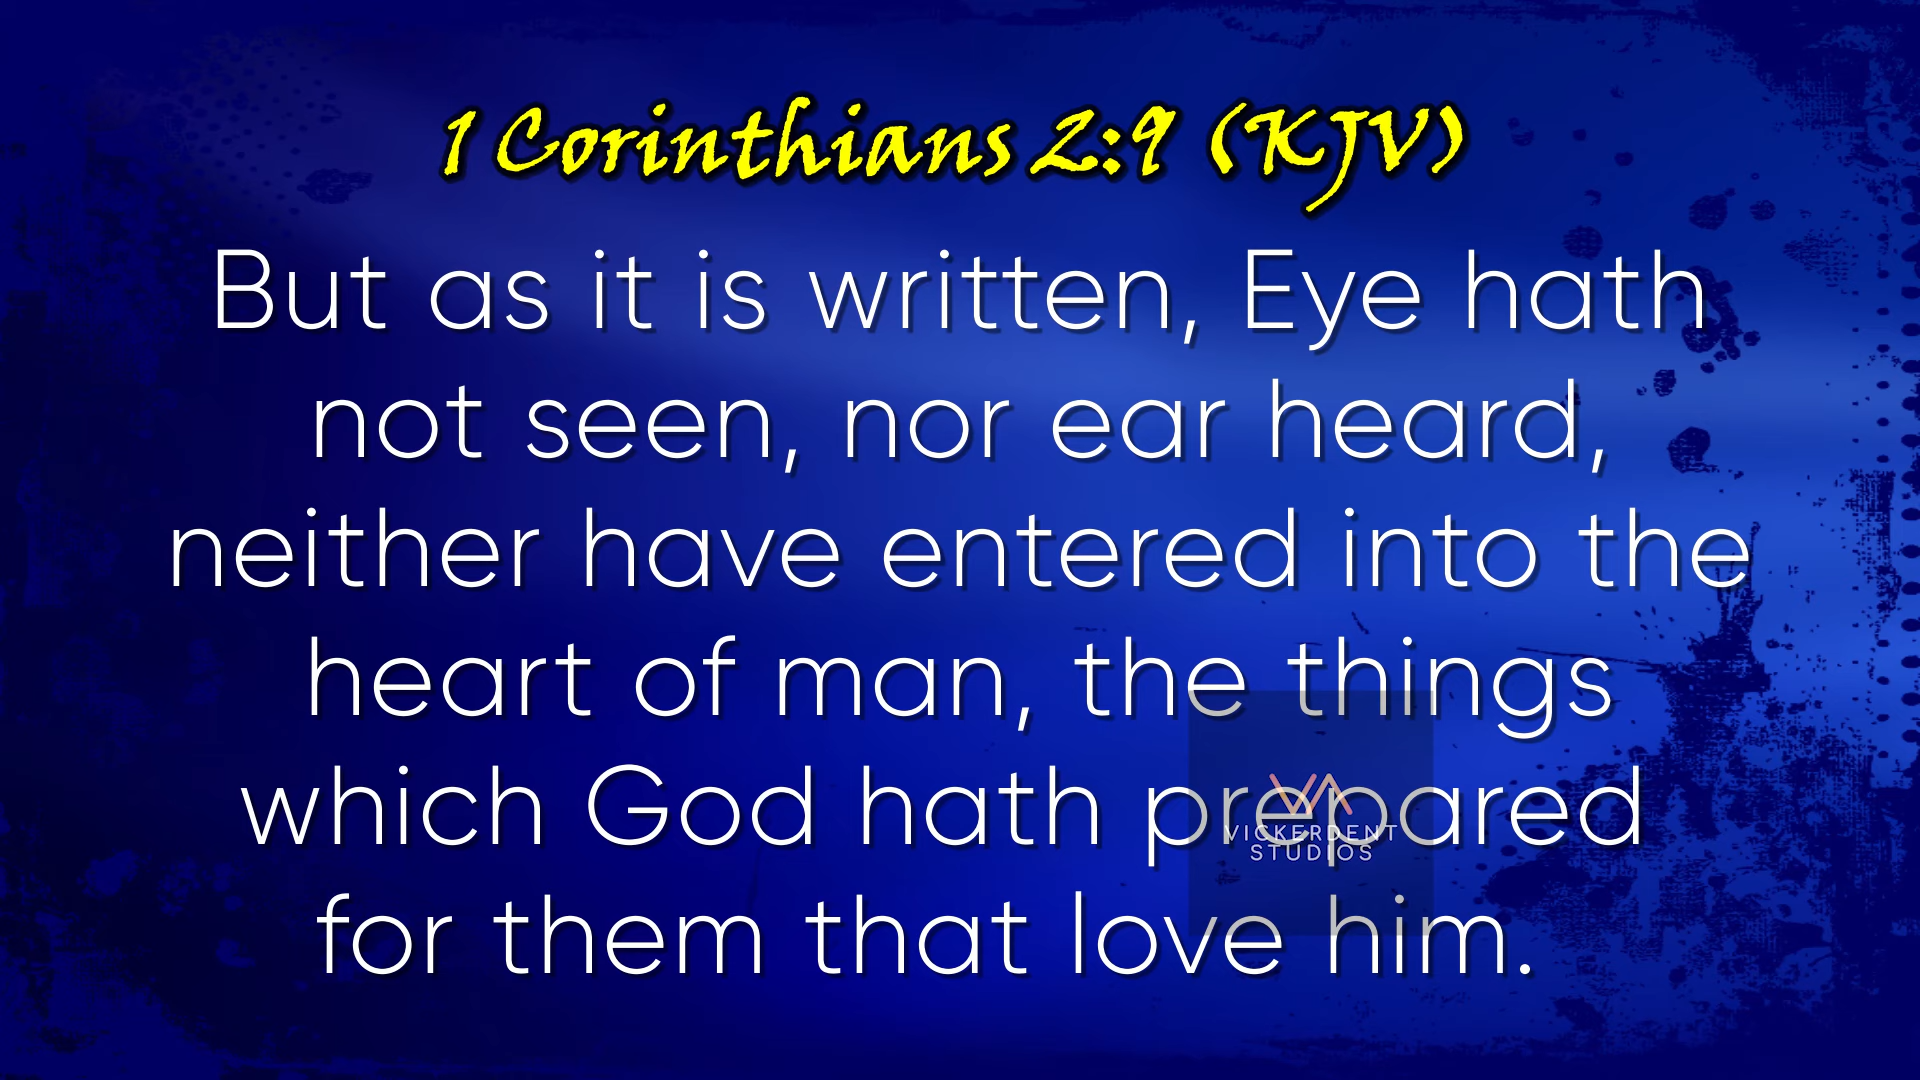 1 Corinthians 2:9 (KJV)
But as it is written, Eye hath
not seen, nor ear heard,
neither have entered into the
heart of man, the things
which God hath prepared
VICKERDENT
STUDIOS
for them that love him.